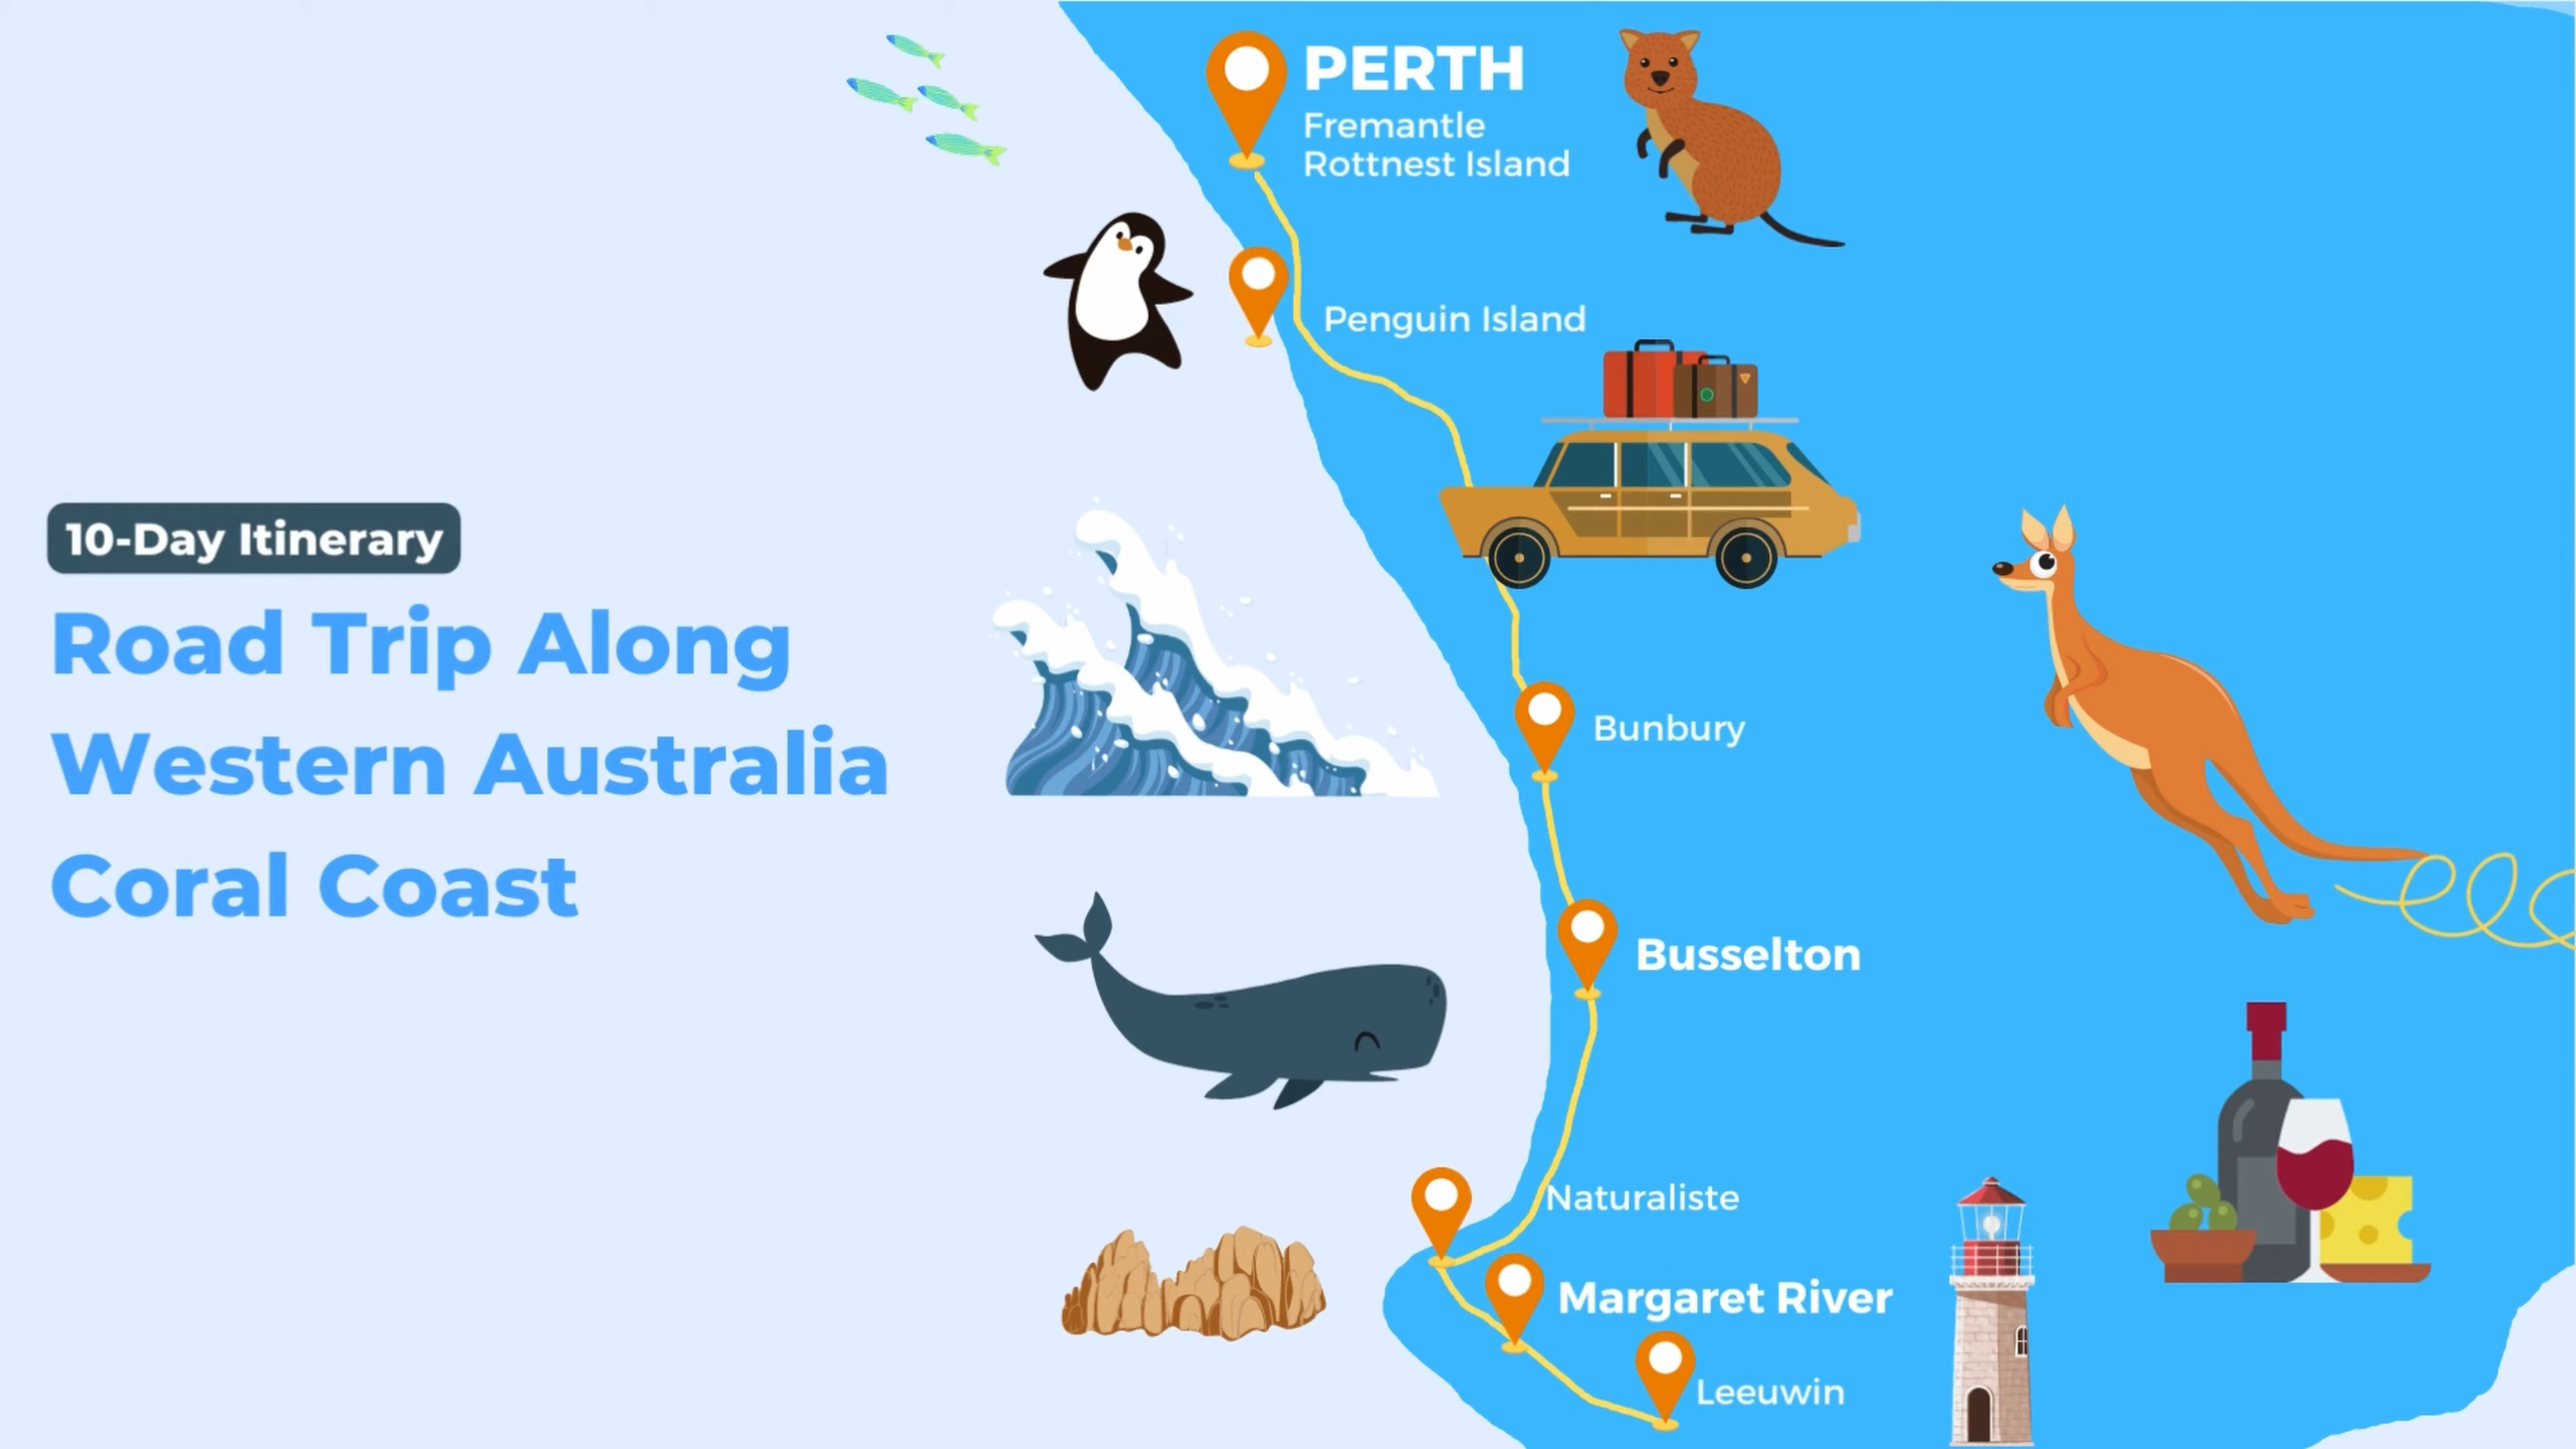 10-Day Itinerary
Road Trip Along
Western Australia
Coral Coast
PERTH
Fremantle
Rottnest Island
Penguin Island
Bunbury
Busselton
Naturaliste
Margaret River
Leeuwin